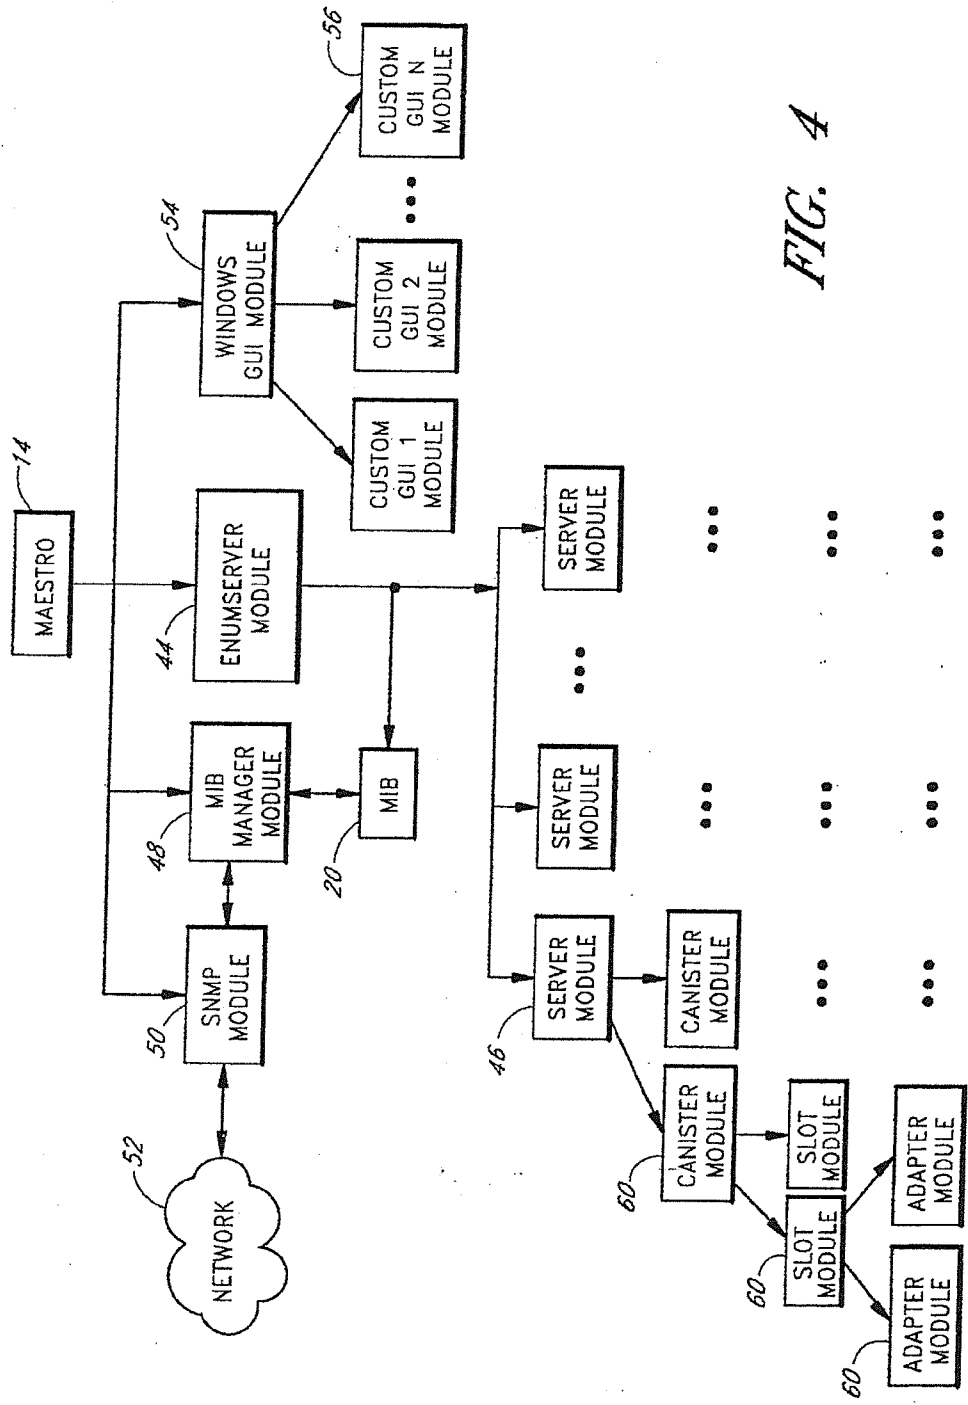 MAESTRO
14
NETWORK
52
SNMP
MODULE
50
MIB
MANAGER
MODULE
48
ENUMSERVER
MODULE
44
WINDOWS
GUI MODULE
54
MIB
20
CUSTOM
GUI 1
MODULE
CUSTOM
GUI 2
MODULE
•••
CUSTOM
GUI N
MODULE
56
SERVER
MODULE
46
SERVER
MODULE
•••
SERVER
MODULE
CANISTER
MODULE
60
CANISTER
MODULE
•••
•••
SLOT
MODULE
60
SLOT
MODULE
•••
•••
•••
ADAPTER
MODULE
60
ADAPTER
MODULE
•••
•••
•••
FIG. 4